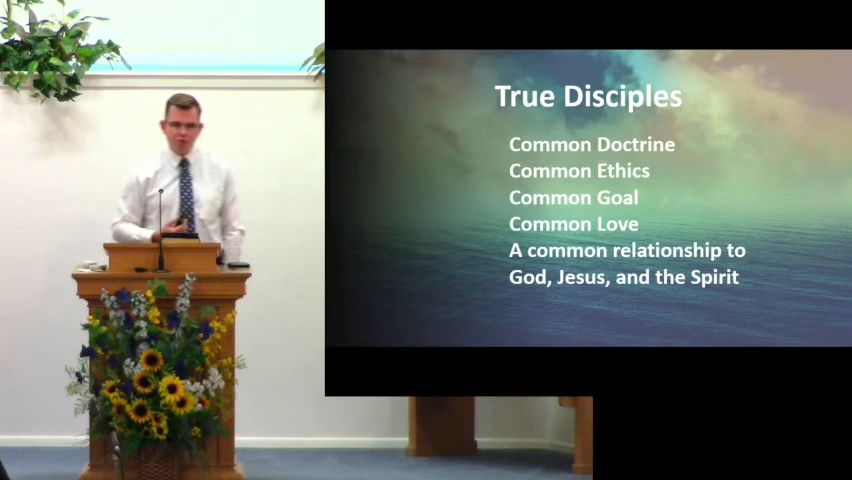 True Disciples
Common Doctrine
Common Ethics
Common Goal
Common Love
A common relationship to
God, Jesus, and the Spirit